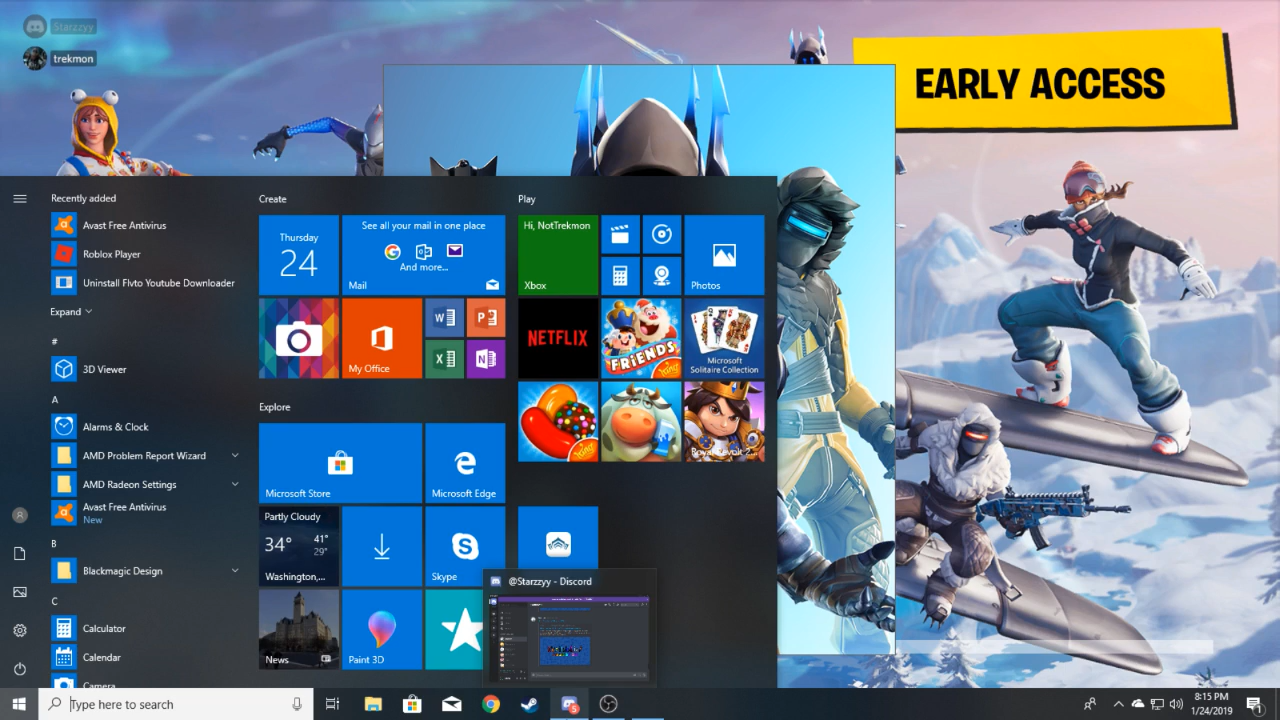 Starzzyy
trekmon
EARLY ACCESS
Recently added
Avast Free Antivirus
Roblox Player
Uninstall Flvto Youtube Downloader
Expand
#
3D Viewer
A
Alarms & Clock
AMD Problem Report Wizard
AMD Radeon Settings
Avast Free Antivirus
New
B
Blackmagic Design
C
Calculator
Calendar
Camera
Create
Thursday
24
See all your mail in one place
And more...
Mail
My Office
Explore
Microsoft Store
Microsoft Edge
Partly Cloudy
34° 41°
29°
Washington,...
Skype
News
Paint 3D
Play
Hi, NotTrekmon
Xbox
Photos
NETFLIX
FRIENDS
King
Microsoft
Solitaire Collection
King
Royal Revolt 2...
@Starzzyy - Discord
Type here to search
5
8:15 PM
1/24/2019
1